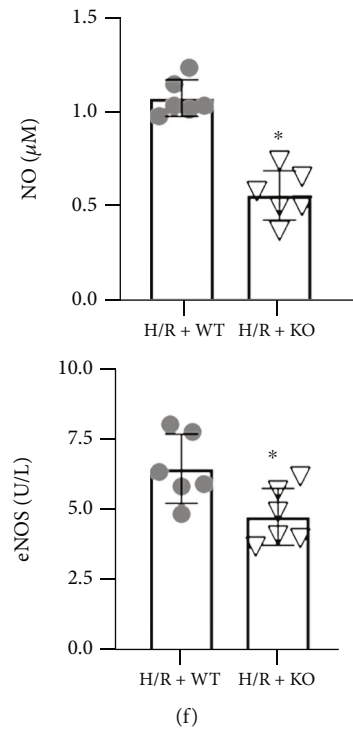 1.5
1.0
0.5
0.0
NO (μM)
*
H/R + WT
H/R + KO
10.0
7.5
5.0
2.5
0.0
eNOS (U/L)
*
H/R + WT
H/R + KO
(f)